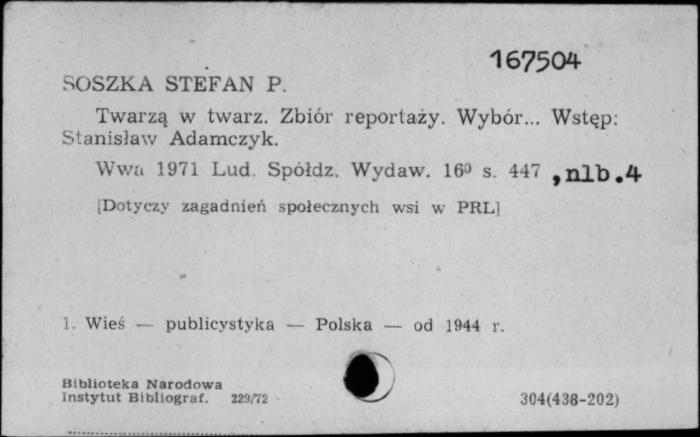 167504
SOSZKA STEFAN P.
Twarzą w twarz. Zbiór reportaży. Wybór... Wstęp:
Stanisław Adamczyk.
Wwa 1971 Lud. Spółdz. Wydaw. 16⁰ s. 447 ,nlb.4
[Dotyczy zagadnień społecznych wsi w PRL]
1. Wieś — publicystyka — Polska — od 1944 r.
Biblioteka Narodowa
Instytut Bibliograf. 229/72
304(438-202)